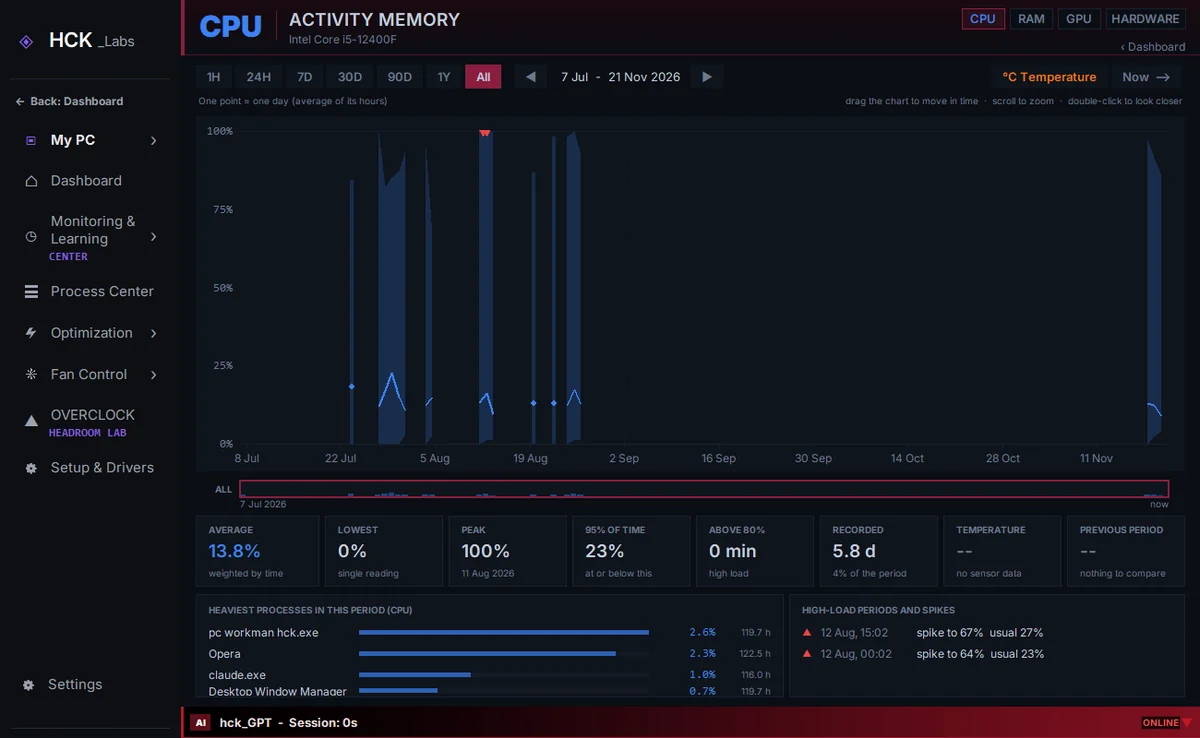 HCK _Labs
← Back: Dashboard
My PC
Dashboard
Monitoring &
Learning
CENTER
Process Center
Optimization
Fan Control
OVERCLOCK
HEADROOM LAB
Setup & Drivers
Settings
CPU
ACTIVITY MEMORY
Intel Core i5-12400F
CPU RAM GPU HARDWARE
‹ Dashboard
1H 24H 7D 30D 90D 1Y All ◀ 7 Jul - 21 Nov 2026 ▶ °C Temperature Now →
One point = one day (average of its hours)
drag the chart to move in time · scroll to zoom · double-click to look closer
100%
75%
50%
25%
0%
8 Jul 22 Jul 5 Aug 19 Aug 2 Sep 16 Sep 30 Sep 14 Oct 28 Oct 11 Nov
ALL
7 Jul 2026 now
AVERAGE
13.8%
weighted by time
LOWEST
0%
single reading
PEAK
100%
11 Aug 2026
95% OF TIME
23%
at or below this
ABOVE 80%
0 min
high load
RECORDED
5.8 d
4% of the period
TEMPERATURE
--
no sensor data
PREVIOUS PERIOD
--
nothing to compare
HEAVIEST PROCESSES IN THIS PERIOD (CPU)
pc workman hck.exe 2.6% 119.7 h
Opera 2.3% 122.5 h
claude.exe 1.0% 116.0 h
Desktop Window Manager 0.7% 119.7 h
HIGH-LOAD PERIODS AND SPIKES
▲ 12 Aug, 15:02 spike to 67% usual 27%
▲ 12 Aug, 00:02 spike to 64% usual 23%
AI hck_GPT - Session: 0s
ONLINE